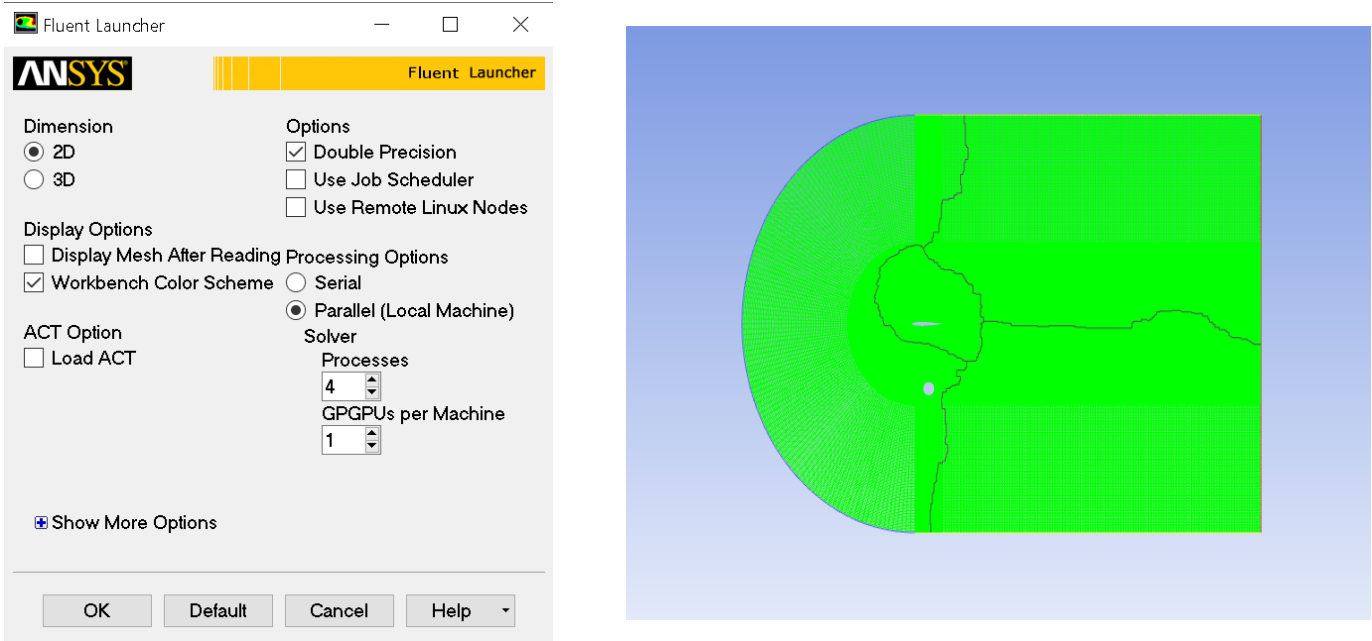 Fluent Launcher
ANSYS®
Fluent Launcher
Dimension
2D
3D
Display Options
Display Mesh After Reading
Workbench Color Scheme
ACT Option
Load ACT
Options
Double Precision
Use Job Scheduler
Use Remote Linux Nodes
Processing Options
Serial
Parallel (Local Machine)
Solver
Processes
4
GPGPUs per Machine
1
Show More Options
OK
Default
Cancel
Help